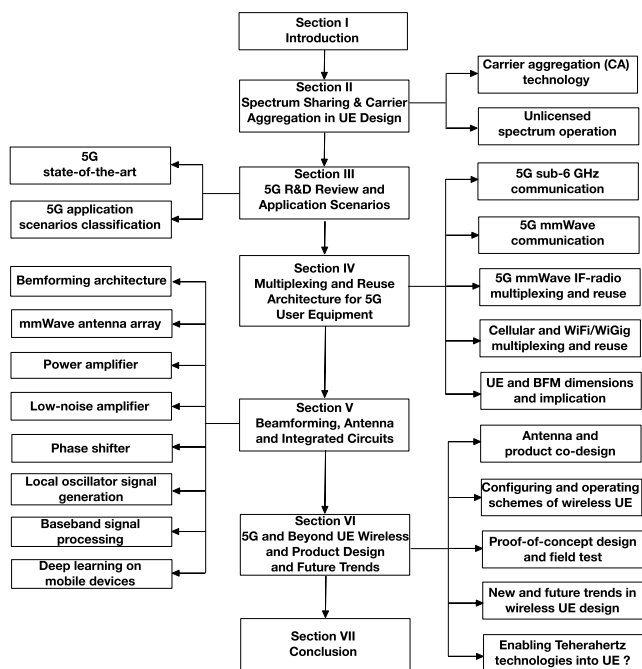 Section I
Introduction
Section II
Spectrum Sharing & Carrier
Aggregation in UE Design
Carrier aggregation (CA)
technology
Unlicensed
spectrum operation
Section III
5G R&D Review and
Application Scenarios
5G
state-of-the-art
5G application
scenarios classification
Section IV
Multiplexing and Reuse
Architecture for 5G
User Equipment
5G sub-6 GHz
communication
5G mmWave
communication
5G mmWave IF-radio
multiplexing and reuse
Cellular and WiFi/WiGig
multiplexing and reuse
UE and BFM dimensions
and implication
Section V
Beamforming, Antenna
and Integrated Circuits
Bemforming architecture
mmWave antenna array
Power amplifier
Low-noise amplifier
Phase shifter
Local oscillator signal
generation
Baseband signal
processing
Deep learning on
mobile devices
Section VI
5G and Beyond UE Wireless
and Product Design
and Future Trends
Antenna and
product co-design
Configuring and operating
schemes of wireless UE
Proof-of-concept design
and field test
New and future trends in
wireless UE design
Enabling Teherahertz
technologies into UE ?
Section VII
Conclusion